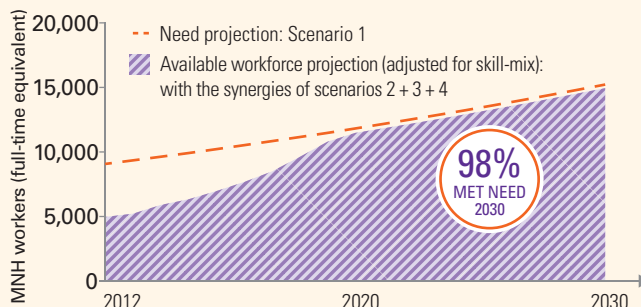 MNH workers (full-time equivalent)
20,000
15,000
10,000
5,000
0
Need projection: Scenario 1
Available workforce projection (adjusted for skill-mix):
with the synergies of scenarios 2 + 3 + 4
98%
MET NEED
2030
2012
2020
2030